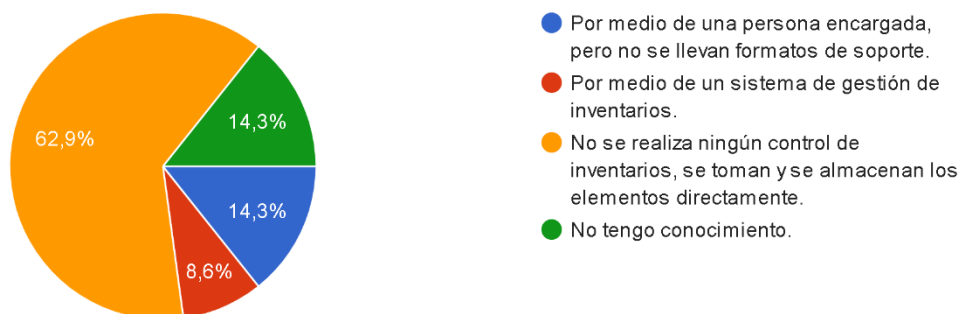 Por medio de una persona encargada,
pero no se llevan formatos de soporte.
Por medio de un sistema de gestión de
inventarios.
No se realiza ningún control de
inventarios, se toman y se almacenan los
elementos directamente.
No tengo conocimiento.
62,9%
14,3%
14,3%
8,6%